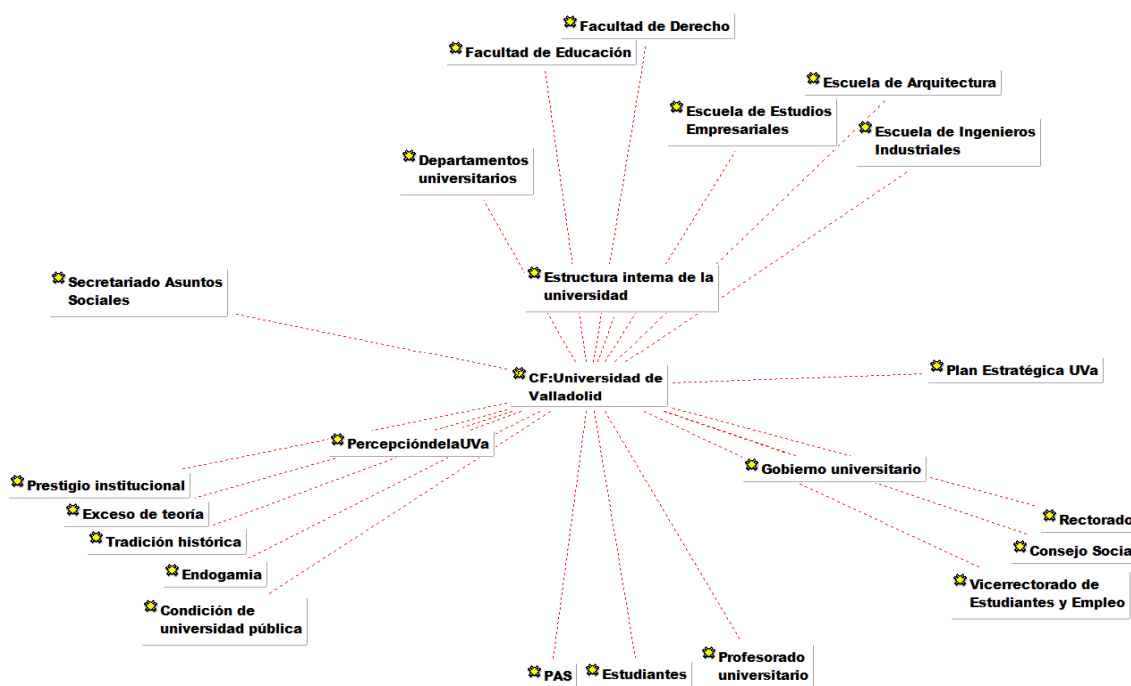 Facultad de Derecho
Facultad de Educación
Escuela de Arquitectura
Escuela de Estudios
Empresariales
Escuela de Ingenieros
Industriales
Departamentos
universitarios
Estructura interna de la
universidad
Secretariado Asuntos
Sociales
CF:Universidad de
Valladolid
Plan Estratégica UVa
PercepcióndelaUVa
Gobierno universitario
Prestigio institucional
Exceso de teoría
Tradición histórica
Endogamia
Condición de
universidad pública
Rectorado
Consejo Socia
Vicerrectorado de
Estudiantes y Empleo
PAS
Estudiantes
Profesorado
universitario